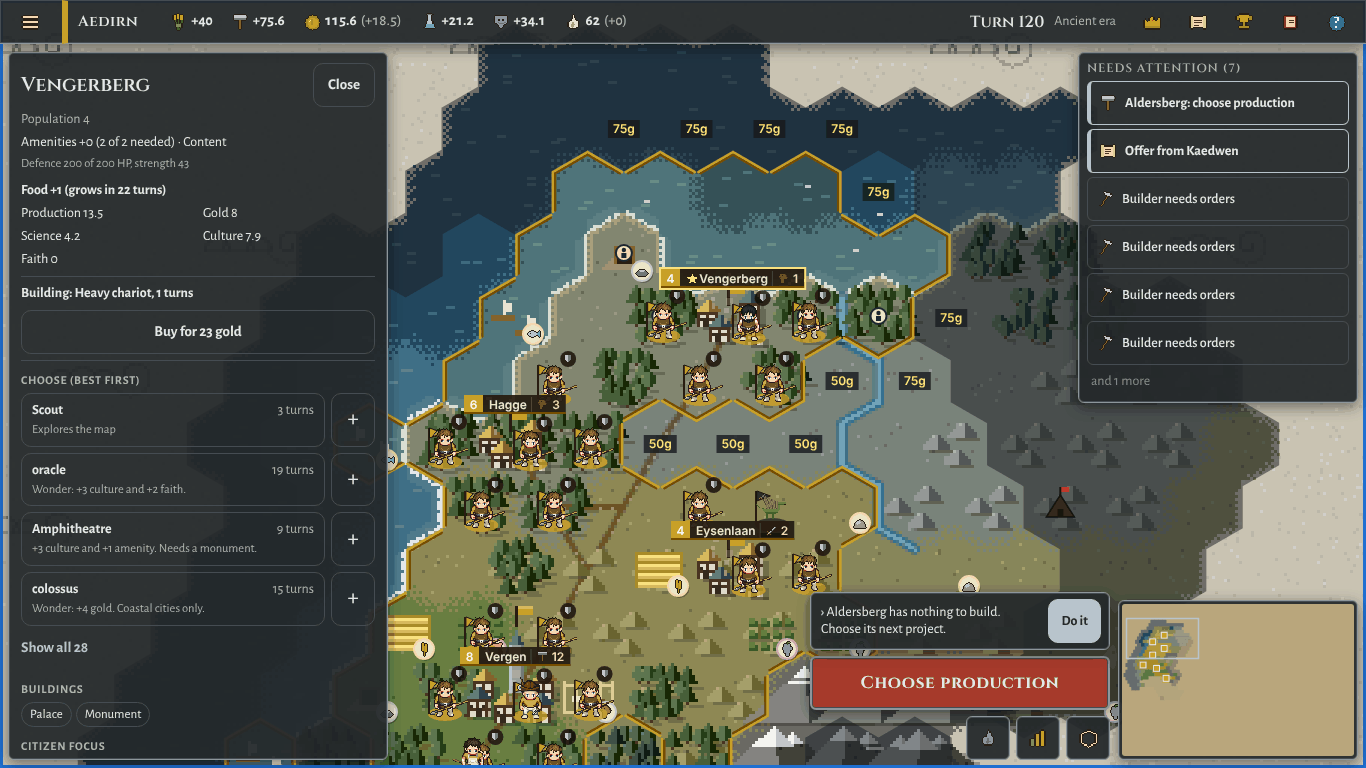 AEDIRN
+40
+75.6
115.6 (+18.5)
+21.2
+34.1
62 (+0)
TURN 120 Ancient era
?
VENGERBERG
Close
Population 4
Amenities +0 (2 of 2 needed) · Content
Defence 200 of 200 HP, strength 43
Food +1 (grows in 22 turns)
Production 13.5 Gold 8
Science 4.2 Culture 7.9
Faith 0
Building: Heavy chariot, 1 turns
Buy for 23 gold
CHOOSE (BEST FIRST)
Scout 3 turns
Explores the map
+
oracle 19 turns
Wonder: +3 culture and +2 faith.
+
Amphitheatre 9 turns
+3 culture and +1 amenity. Needs a monument.
+
colossus 15 turns
Wonder: +4 gold. Coastal cities only.
+
Show all 28
BUILDINGS
Palace Monument
CITIZEN FOCUS
75g 75g 75g 75g
75g
4 Vengerberg 1
75g
50g 75g
6 Hagge 3
50g 50g 50g
4 Eysenlaan 2
8 Vergen 12
NEEDS ATTENTION (7)
Aldersberg: choose production
Offer from Kaedwen
Builder needs orders
Builder needs orders
Builder needs orders
Builder needs orders
and 1 more
› Aldersberg has nothing to build.
Choose its next project.
Do it
CHOOSE PRODUCTION